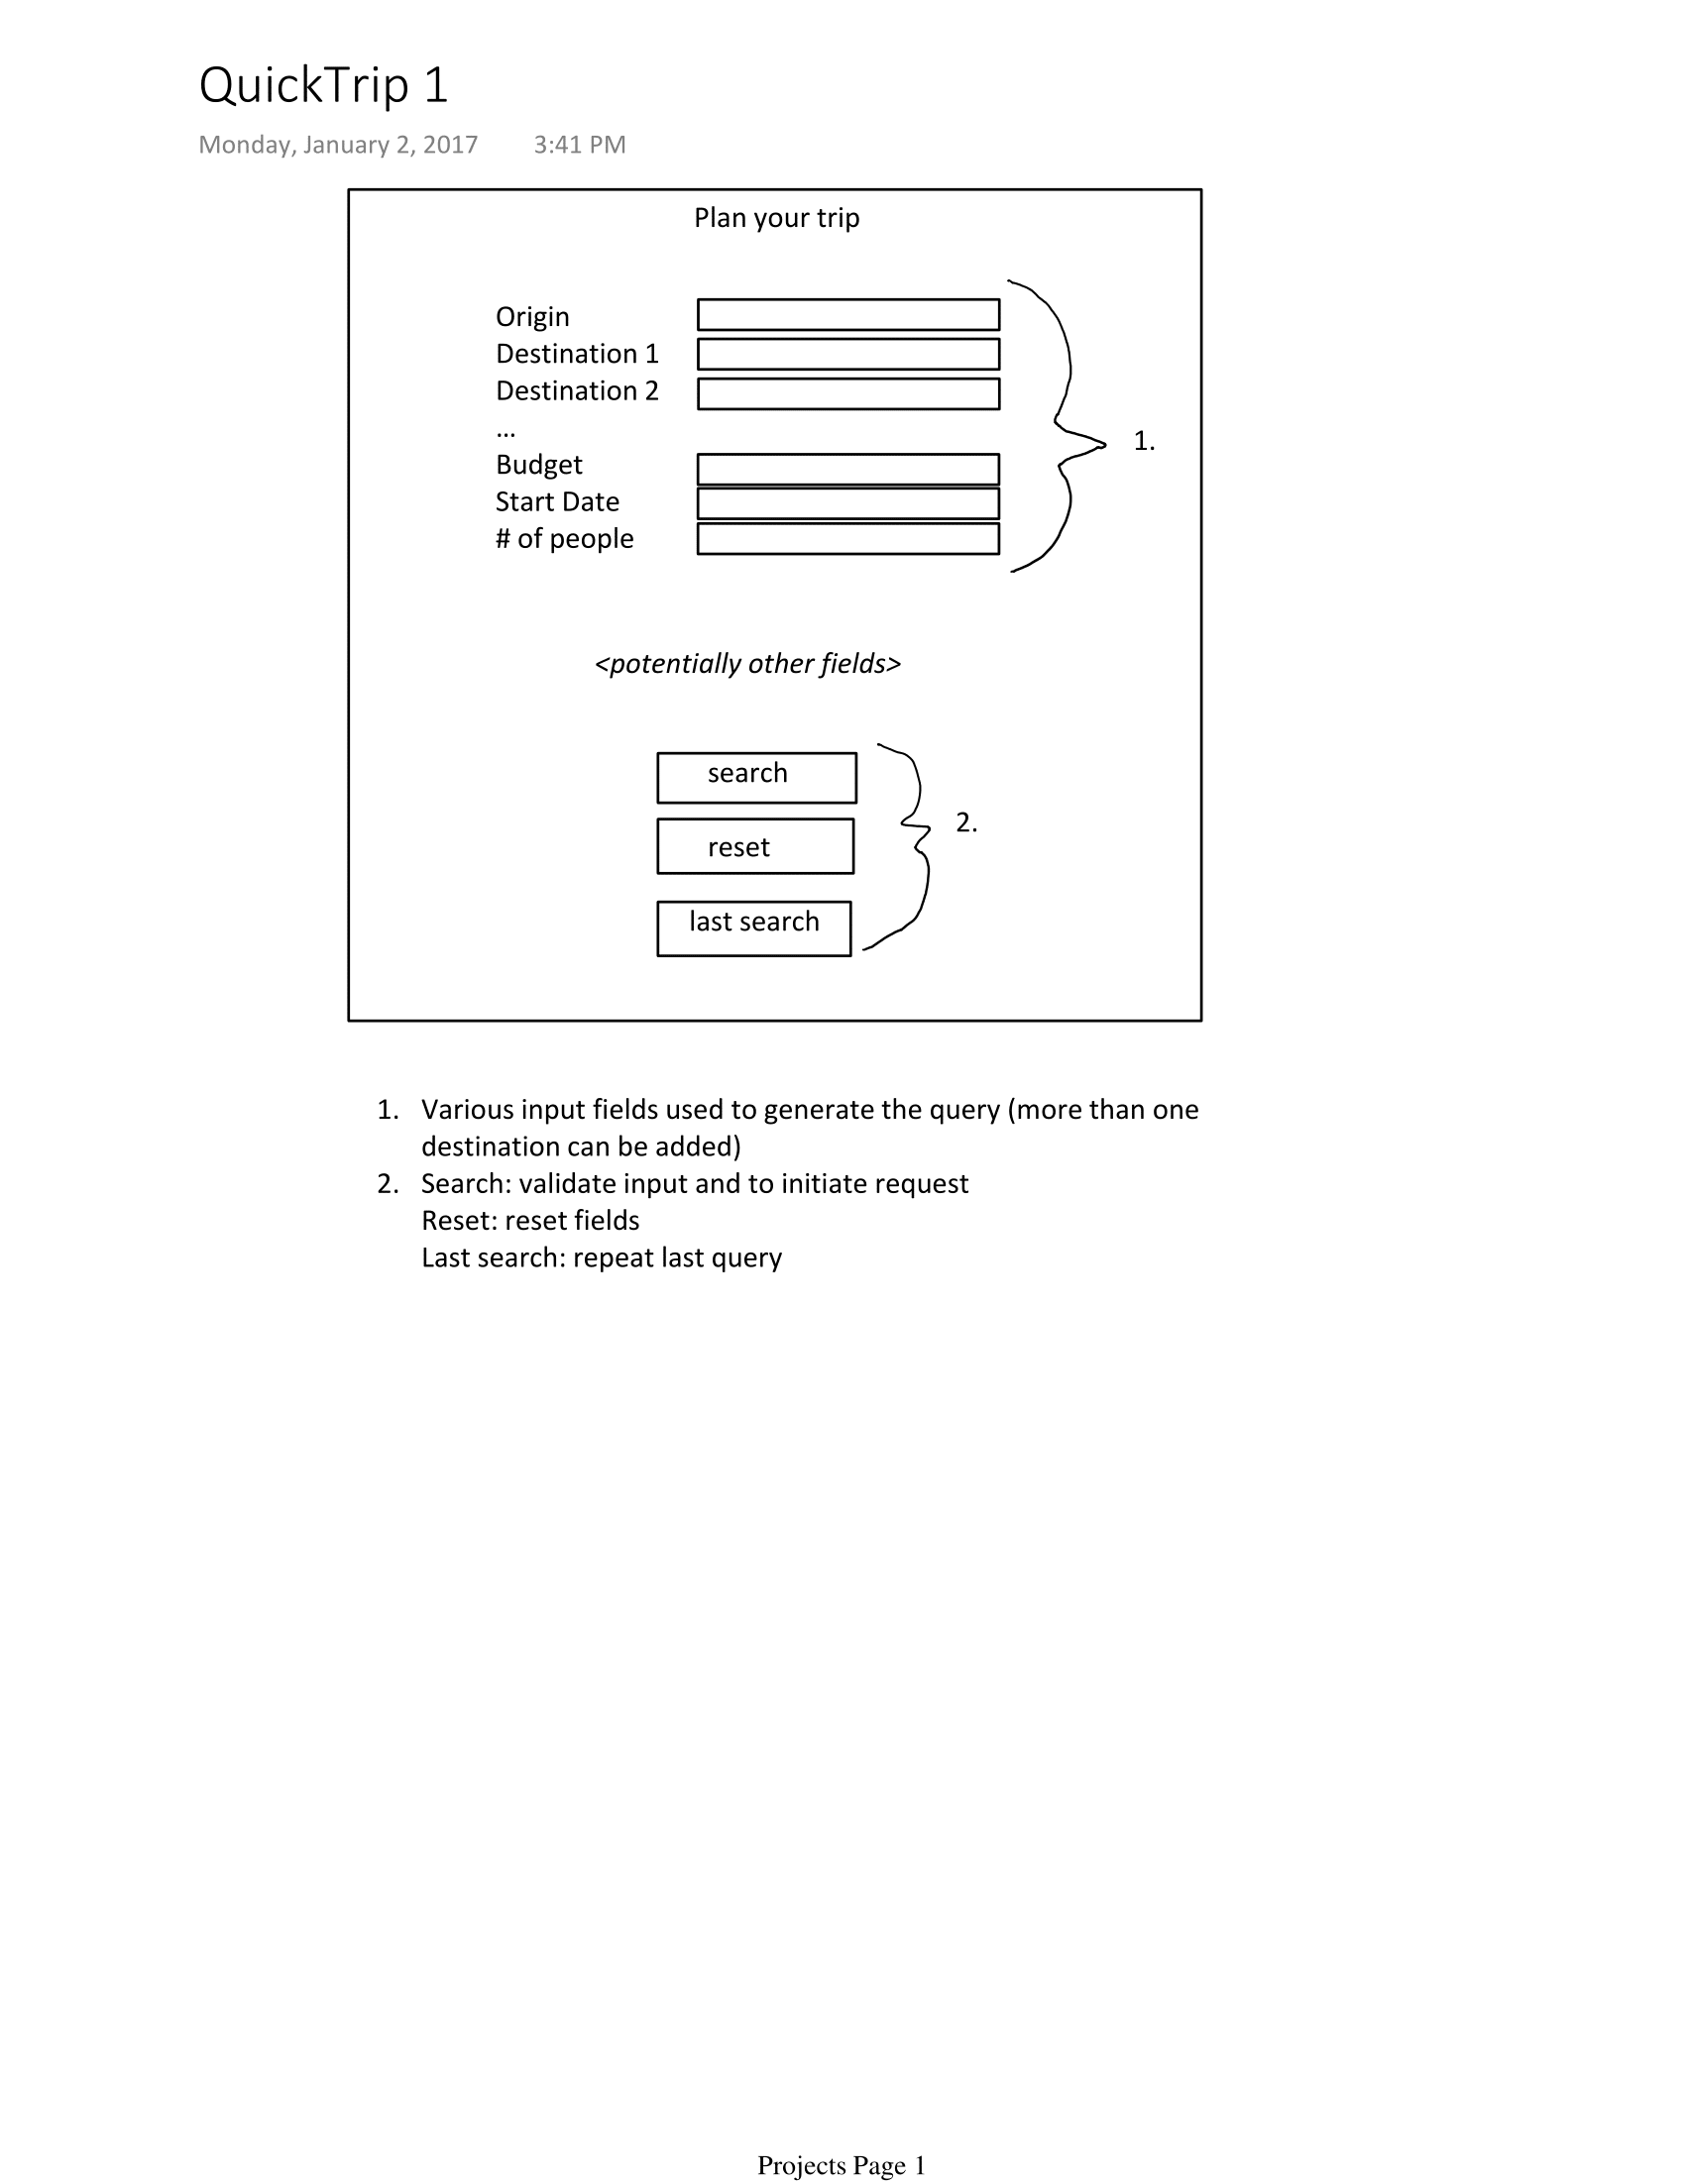 QuickTrip 1
Monday, January 2, 2017 3:41 PM
Plan your trip
Origin
Destination 1
Destination 2
...
Budget
Start Date
# of people
1.
<potentially other fields>
search
reset
last search
2.
1. Various input fields used to generate the query (more than one
destination can be added)
2. Search: validate input and to initiate request
Reset: reset fields
Last search: repeat last query
Projects Page 1